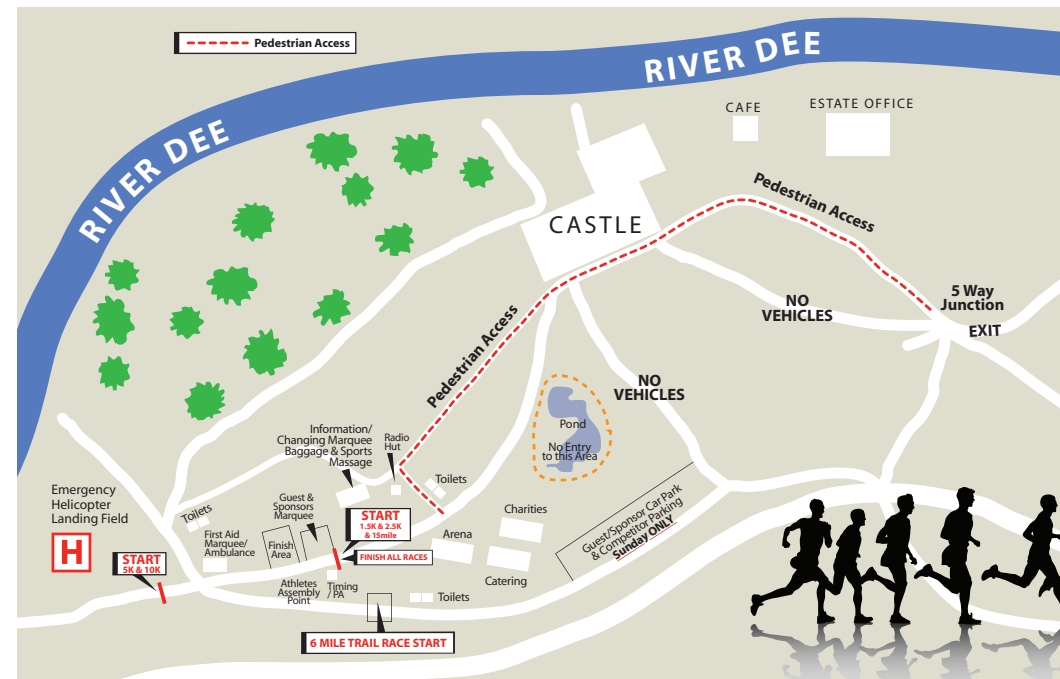 Pedestrian Access
RIVER DEE
RIVER DEE
CAFE
ESTATE OFFICE
CASTLE
Pedestrian Access
5 Way
Junction
EXIT
NO
VEHICLES
Pedestrian Access
NO
VEHICLES
Pond
No Entry
to this Area
Information/
Changing Marquee
Baggage & Sports
Massage
Radio
Hut
Toilets
Emergency
Helicopter
Landing Field
H
Toilets
Guest &
Sponsors
Marquee
START
1.5K & 2.5K
& 15mile
Charities
Guest/Sponsor Car Park
& Competitor Parking
Sunday ONLY
First Aid
Marquee/
Ambulance
Finish
Area
FINISH ALL RACES
Arena
START
5K & 10K
Athletes
Assembly
Point
Timing
/PA
Catering
Toilets
6 MILE TRAIL RACE START